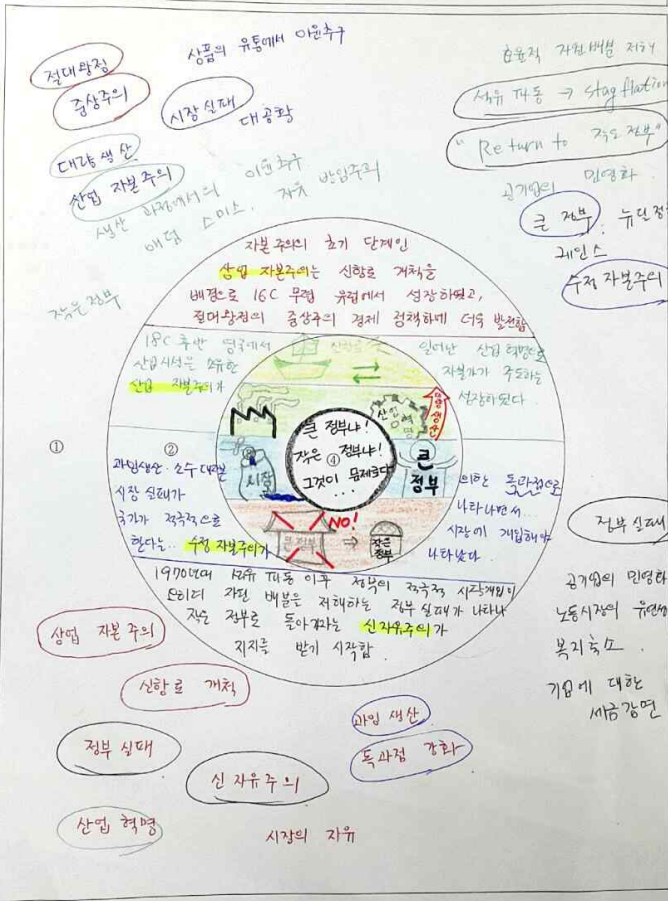 상품의 유통에서 이윤추구
절대왕정
중상주의
시장실패
대공황
대량생산
산업 자본주의
이윤추구
생산 과정에서의
애덤 스미스. 자유 방임주의
작은정부
효율적 자원배분 저해
석유파동 → stagflation
"Return to 작은정부"
공기업의 민영화
큰 정부, 뉴딜정
케인스
수정 자본주의
자본주의의 초기 단계인
상업 자본주의는 신항로 개척을
배경으로 16C 무렵 유럽에서 성장하였고,
절대왕정의 중상주의 경제 정책하에 더욱 발전함
18C 후반 영국에서
산업시설을 소유한
산업 자본주의가
신항로
일어난 산업혁명으로
자본가가 주도하는
성장하였다.
산업혁명
대량생산
① ②
과잉생산. 소수 대자본
시장 실패가
국가가 적극적으로
한다는... 수정 자본주의가
③
시장
큰 정부냐!
작은 ④ 정부냐!
그것이 문제로다
...
큰
정부
의한 독과점으로
나타나면서...
시장에 개입해야
나타났다
NO!
큰정부
⇒
작은
정부
1970년대 석유 파동 이후 정부의 적극적 시장개입이
오히려 자원 배분을 저해하는 정부 실패가 나타나
작은 정부로 돌아가자는 신자유주의가
지지를 받기 시작함
정부실패
공기업의 민영화
노동시장의 유연성
복지축소.
기업에 대한
세금감면
상업 자본주의
신항로 개척
정부 실패
신자유주의
산업 혁명
시장의 자유
과잉 생산
독과점 강화